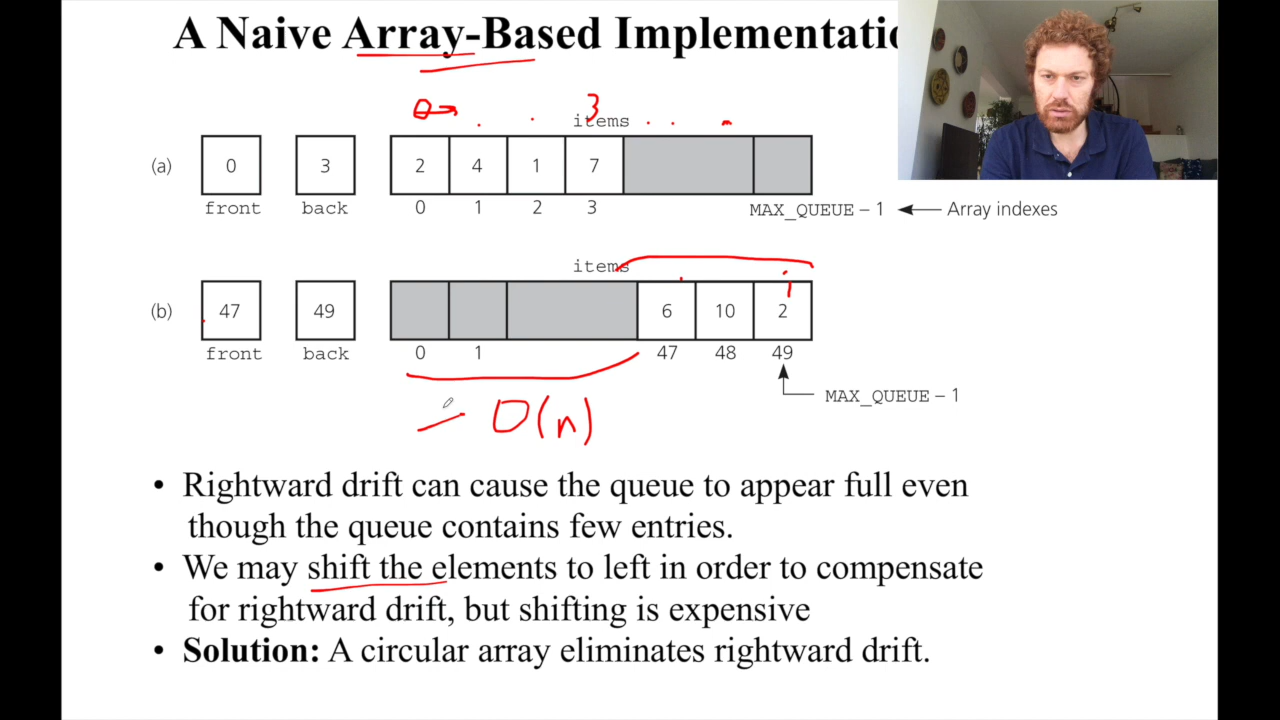 A Naive Array-Based Implementatio
3
items
(a) 0 3 2 4 1 7
front back 0 1 2 3 MAX_QUEUE – 1 Array indexes
items
(b) 47 49 6 10 2
front back 0 1 47 48 49
MAX_QUEUE – 1
O(n)
• Rightward drift can cause the queue to appear full even
though the queue contains few entries.
• We may shift the elements to left in order to compensate
for rightward drift, but shifting is expensive
• Solution: A circular array eliminates rightward drift.